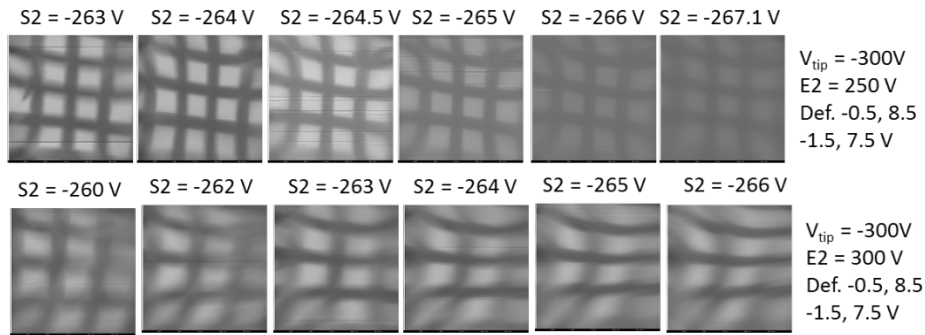 S2 = -263 V S2 = -264 V S2 = -264.5 V S2 = -265 V S2 = -266 V S2 = -267.1 V
V_tip = -300V
E2 = 250 V
Def. -0.5, 8.5
-1.5, 7.5 V
S2 = -260 V S2 = -262 V S2 = -263 V S2 = -264 V S2 = -265 V S2 = -266 V
V_tip = -300V
E2 = 300 V
Def. -0.5, 8.5
-1.5, 7.5 V